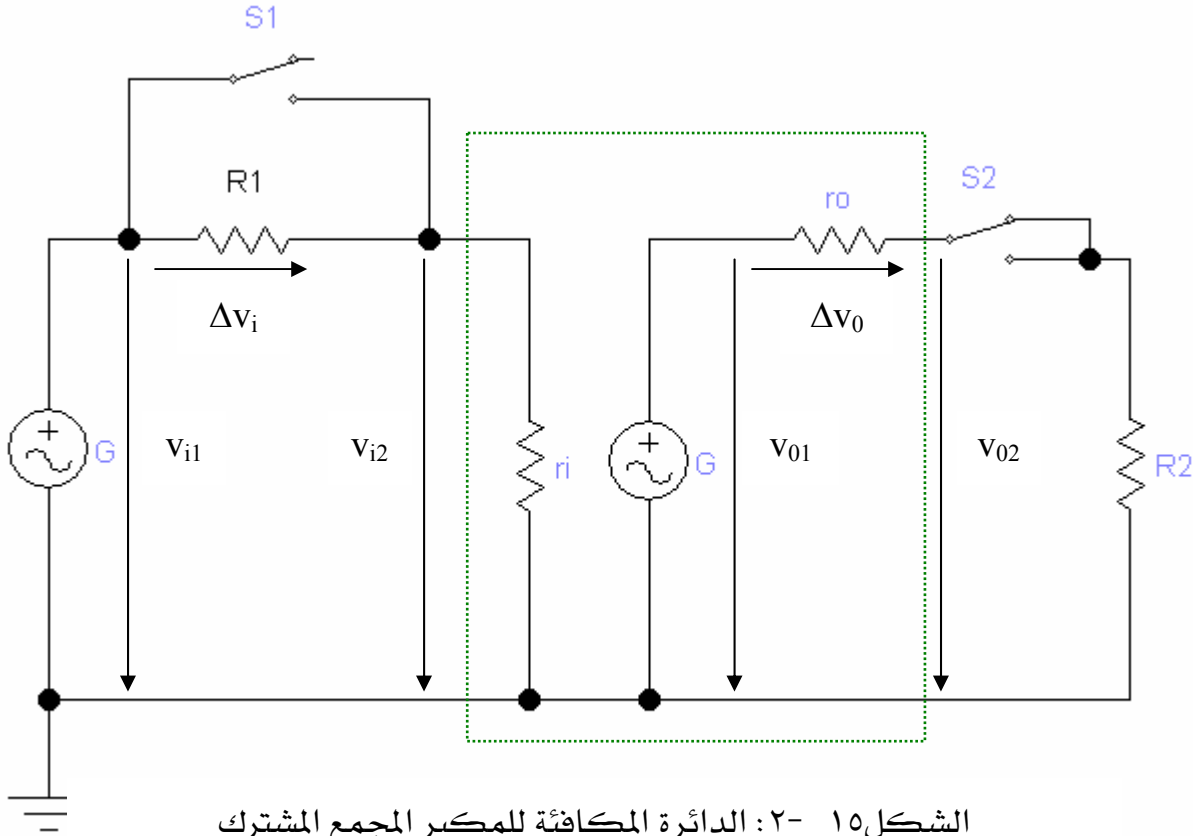 S1
R1
Δvi
G
vi1
vi2
ri
ro
S2
Δv0
G
v01
v02
R2
الشكل١٥ -٢: الدائرة المكافئة للمكبر المجمع المشترك